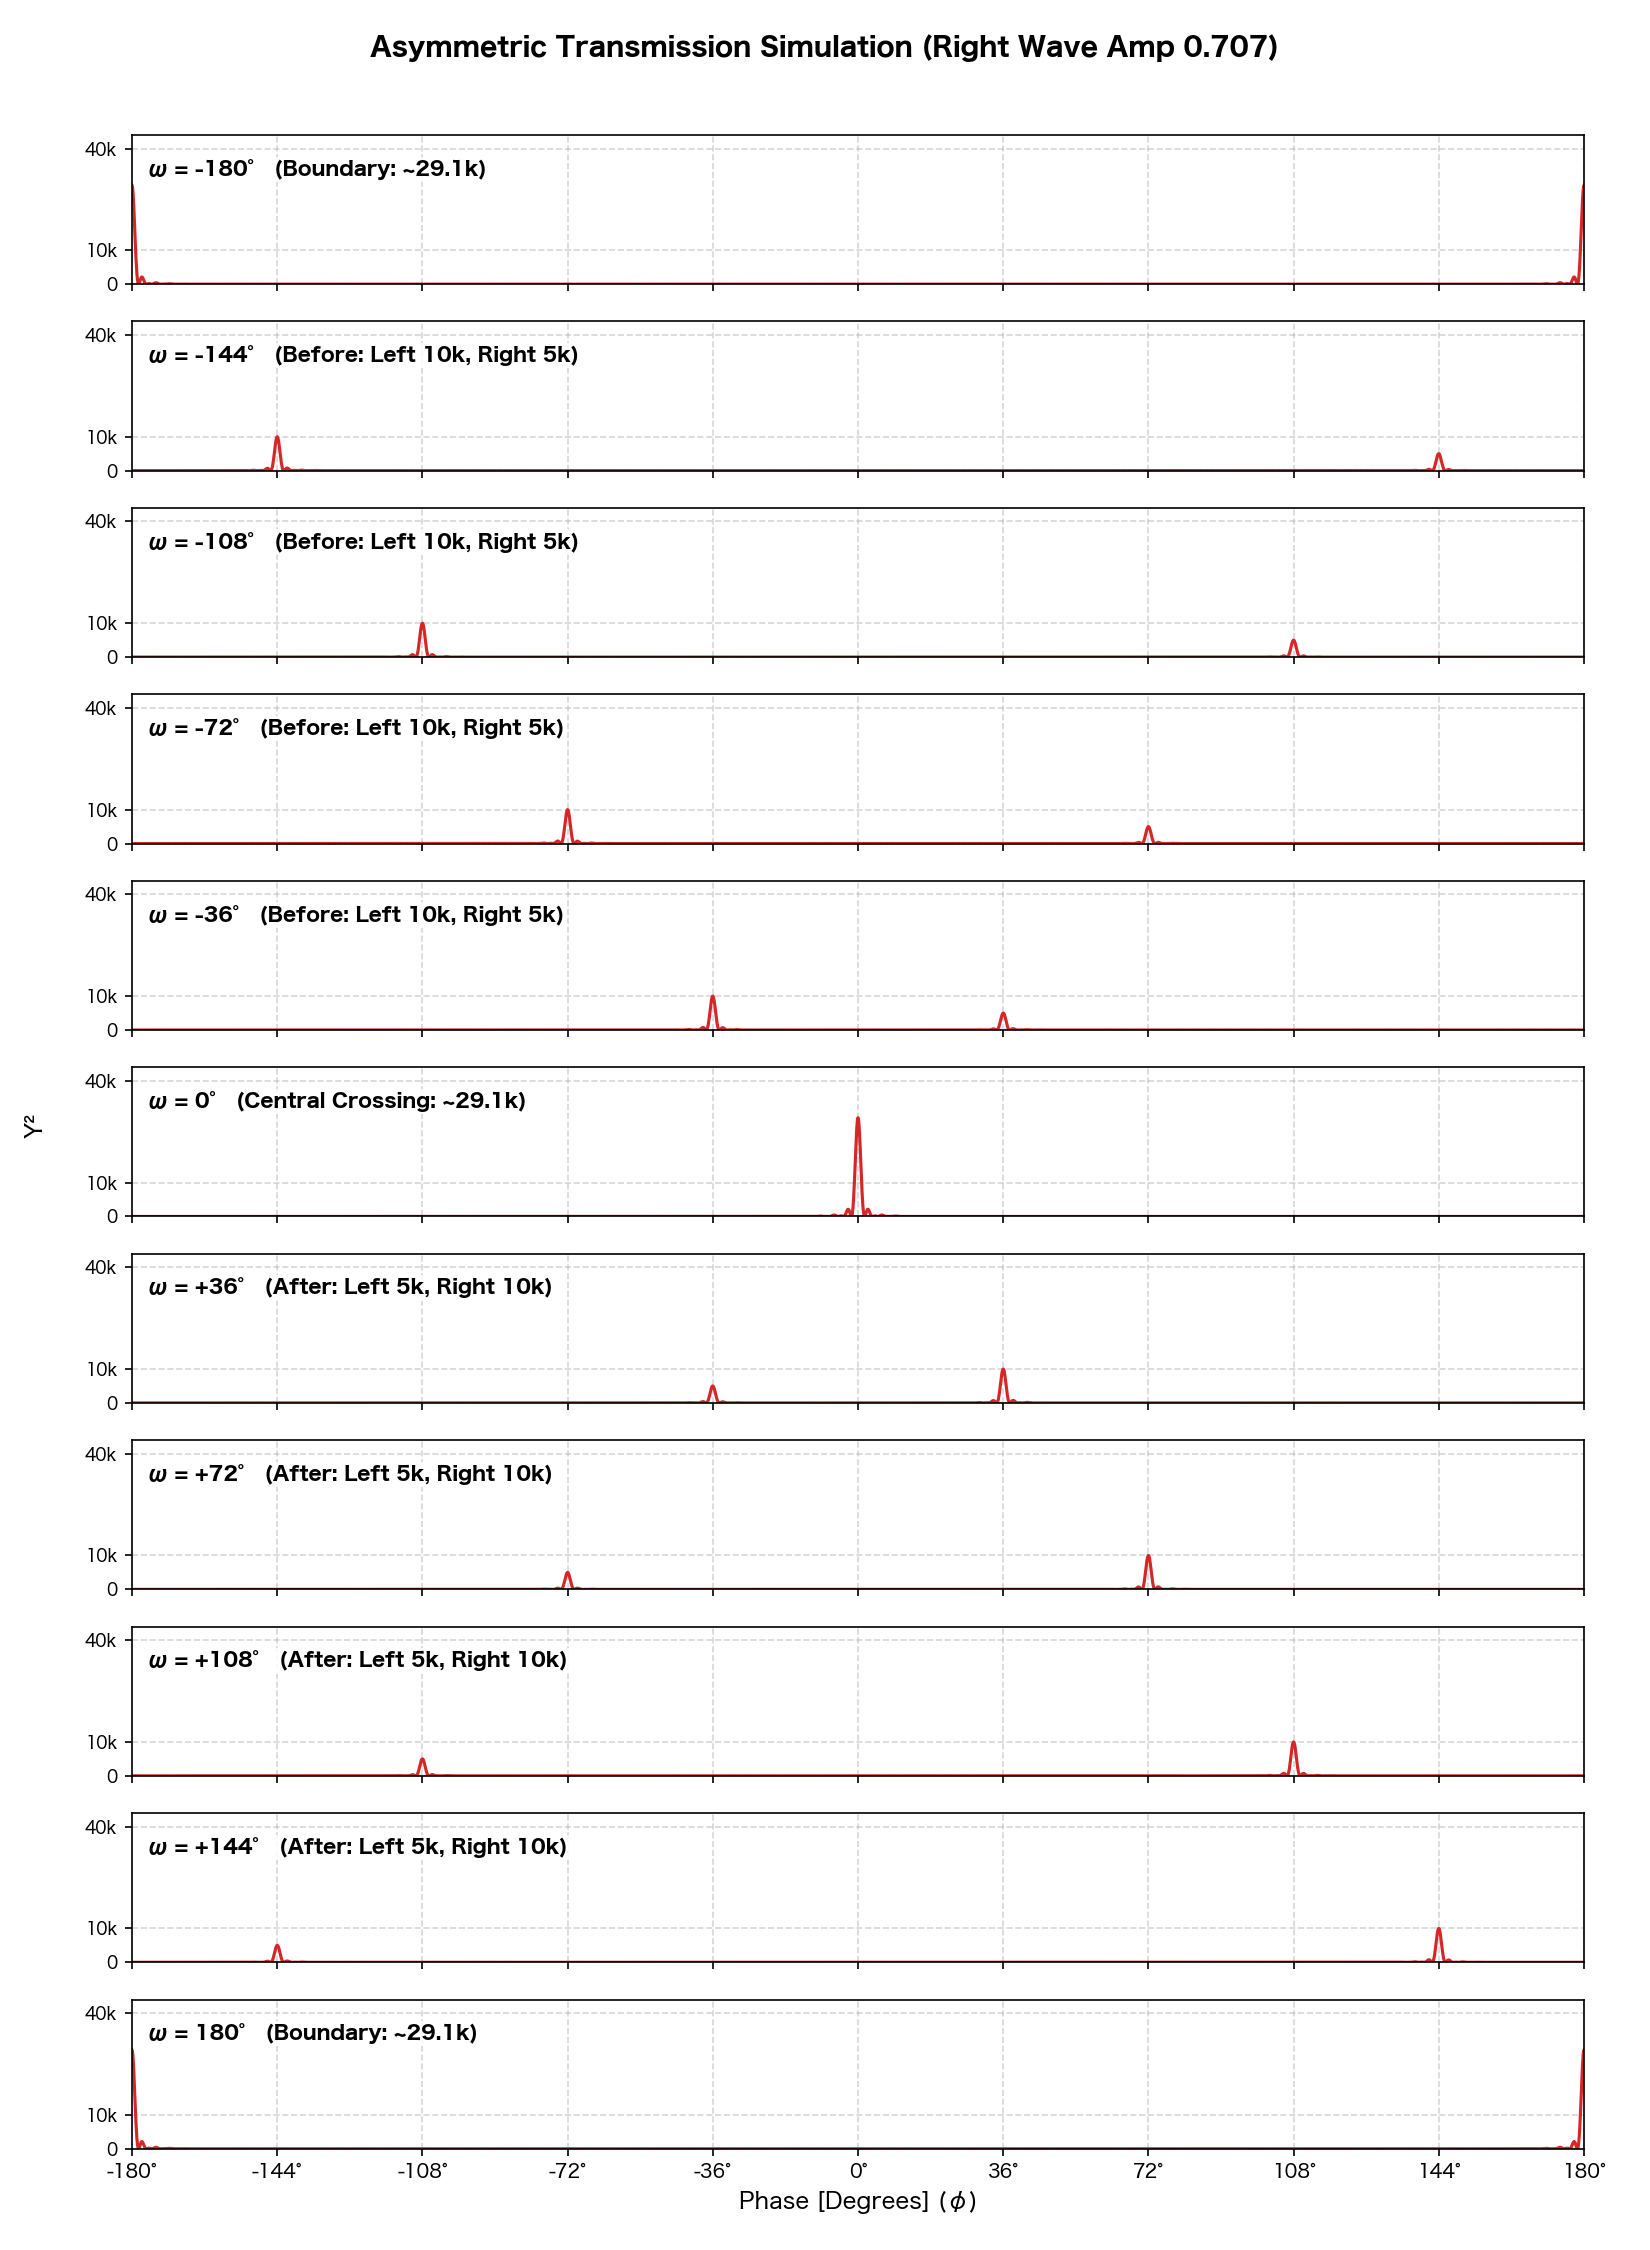 Asymmetric Transmission Simulation (Right Wave Amp 0.707)
40k
ω = -180° (Boundary: ~29.1k)
10k
0
40k
ω = -144° (Before: Left 10k, Right 5k)
10k
0
40k
ω = -108° (Before: Left 10k, Right 5k)
10k
0
40k
ω = -72° (Before: Left 10k, Right 5k)
10k
0
40k
ω = -36° (Before: Left 10k, Right 5k)
10k
0
40k
ω = 0° (Central Crossing: ~29.1k)
Y²
10k
0
40k
ω = +36° (After: Left 5k, Right 10k)
10k
0
40k
ω = +72° (After: Left 5k, Right 10k)
10k
0
40k
ω = +108° (After: Left 5k, Right 10k)
10k
0
40k
ω = +144° (After: Left 5k, Right 10k)
10k
0
40k
ω = 180° (Boundary: ~29.1k)
10k
0
-180° -144° -108° -72° -36° 0° 36° 72° 108° 144° 180°
Phase [Degrees] (ϕ)